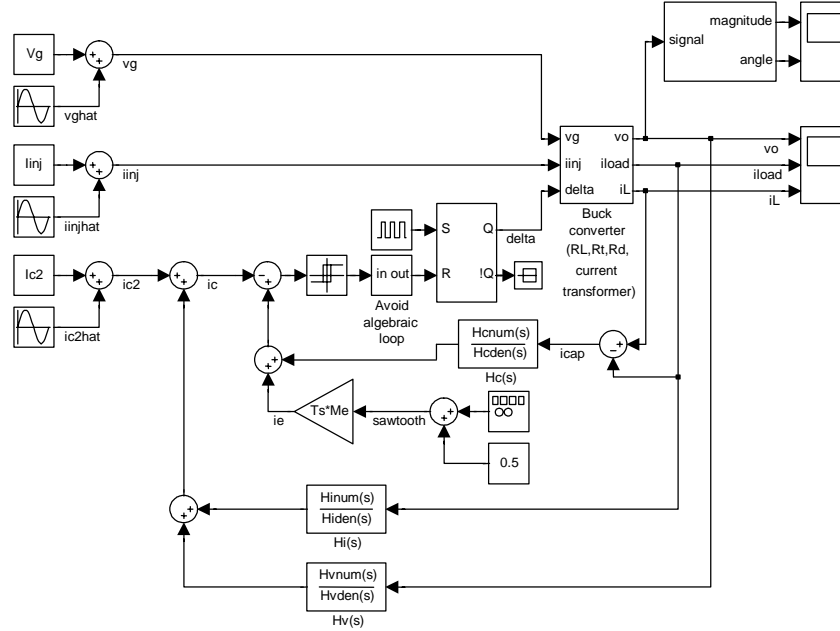 magnitude
signal
angle
Vg
vg
vghat
vg
vo
vo
iinj
iload
iload
delta
iL
iL
Iinj
iinj
iinjhat
Buck
converter
(RL,Rt,Rd,
current
transformer)
S
Q
delta
R
!Q
in out
Avoid
algebraic
loop
Ic2
ic2
ic
ic2hat
Hcnum(s)
Hcden(s)
Hc(s)
icap
Ts*Me
ie
sawtooth
0.5
Hinum(s)
Hiden(s)
Hi(s)
Hvnum(s)
Hvden(s)
Hv(s)